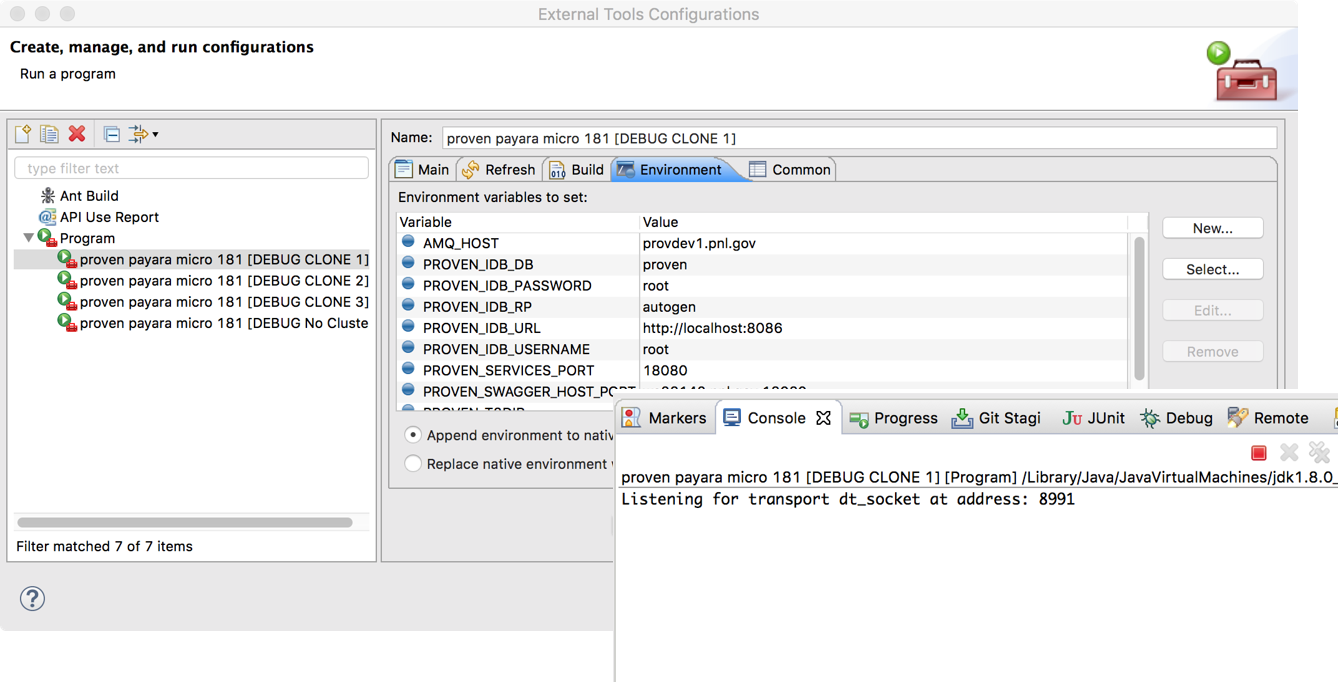 External Tools Configurations
Create, manage, and run configurations
Run a program
type filter text
Ant Build
API Use Report
Program
proven payara micro 181 [DEBUG CLONE 1]
proven payara micro 181 [DEBUG CLONE 2]
proven payara micro 181 [DEBUG CLONE 3]
proven payara micro 181 [DEBUG No Cluste
Filter matched 7 of 7 items
Name: proven payara micro 181 [DEBUG CLONE 1]
Main Refresh Build Environment Common
Environment variables to set:
Variable Value
AMQ_HOST provdev1.pnl.gov
PROVEN_IDB_DB proven
PROVEN_IDB_PASSWORD root
PROVEN_IDB_RP autogen
PROVEN_IDB_URL http://localhost:8086
PROVEN_IDB_USERNAME root
PROVEN_SERVICES_PORT 18080
PROVEN_SWAGGER_HOST_PORT
New...
Select...
Edit...
Remove
Append environment to nativ
Replace native environment
Markers Console Progress Git Stagi JUnit Debug Remote
proven payara micro 181 [DEBUG CLONE 1] [Program] /Library/Java/JavaVirtualMachines/jdk1.8.0_
Listening for transport dt_socket at address: 8991